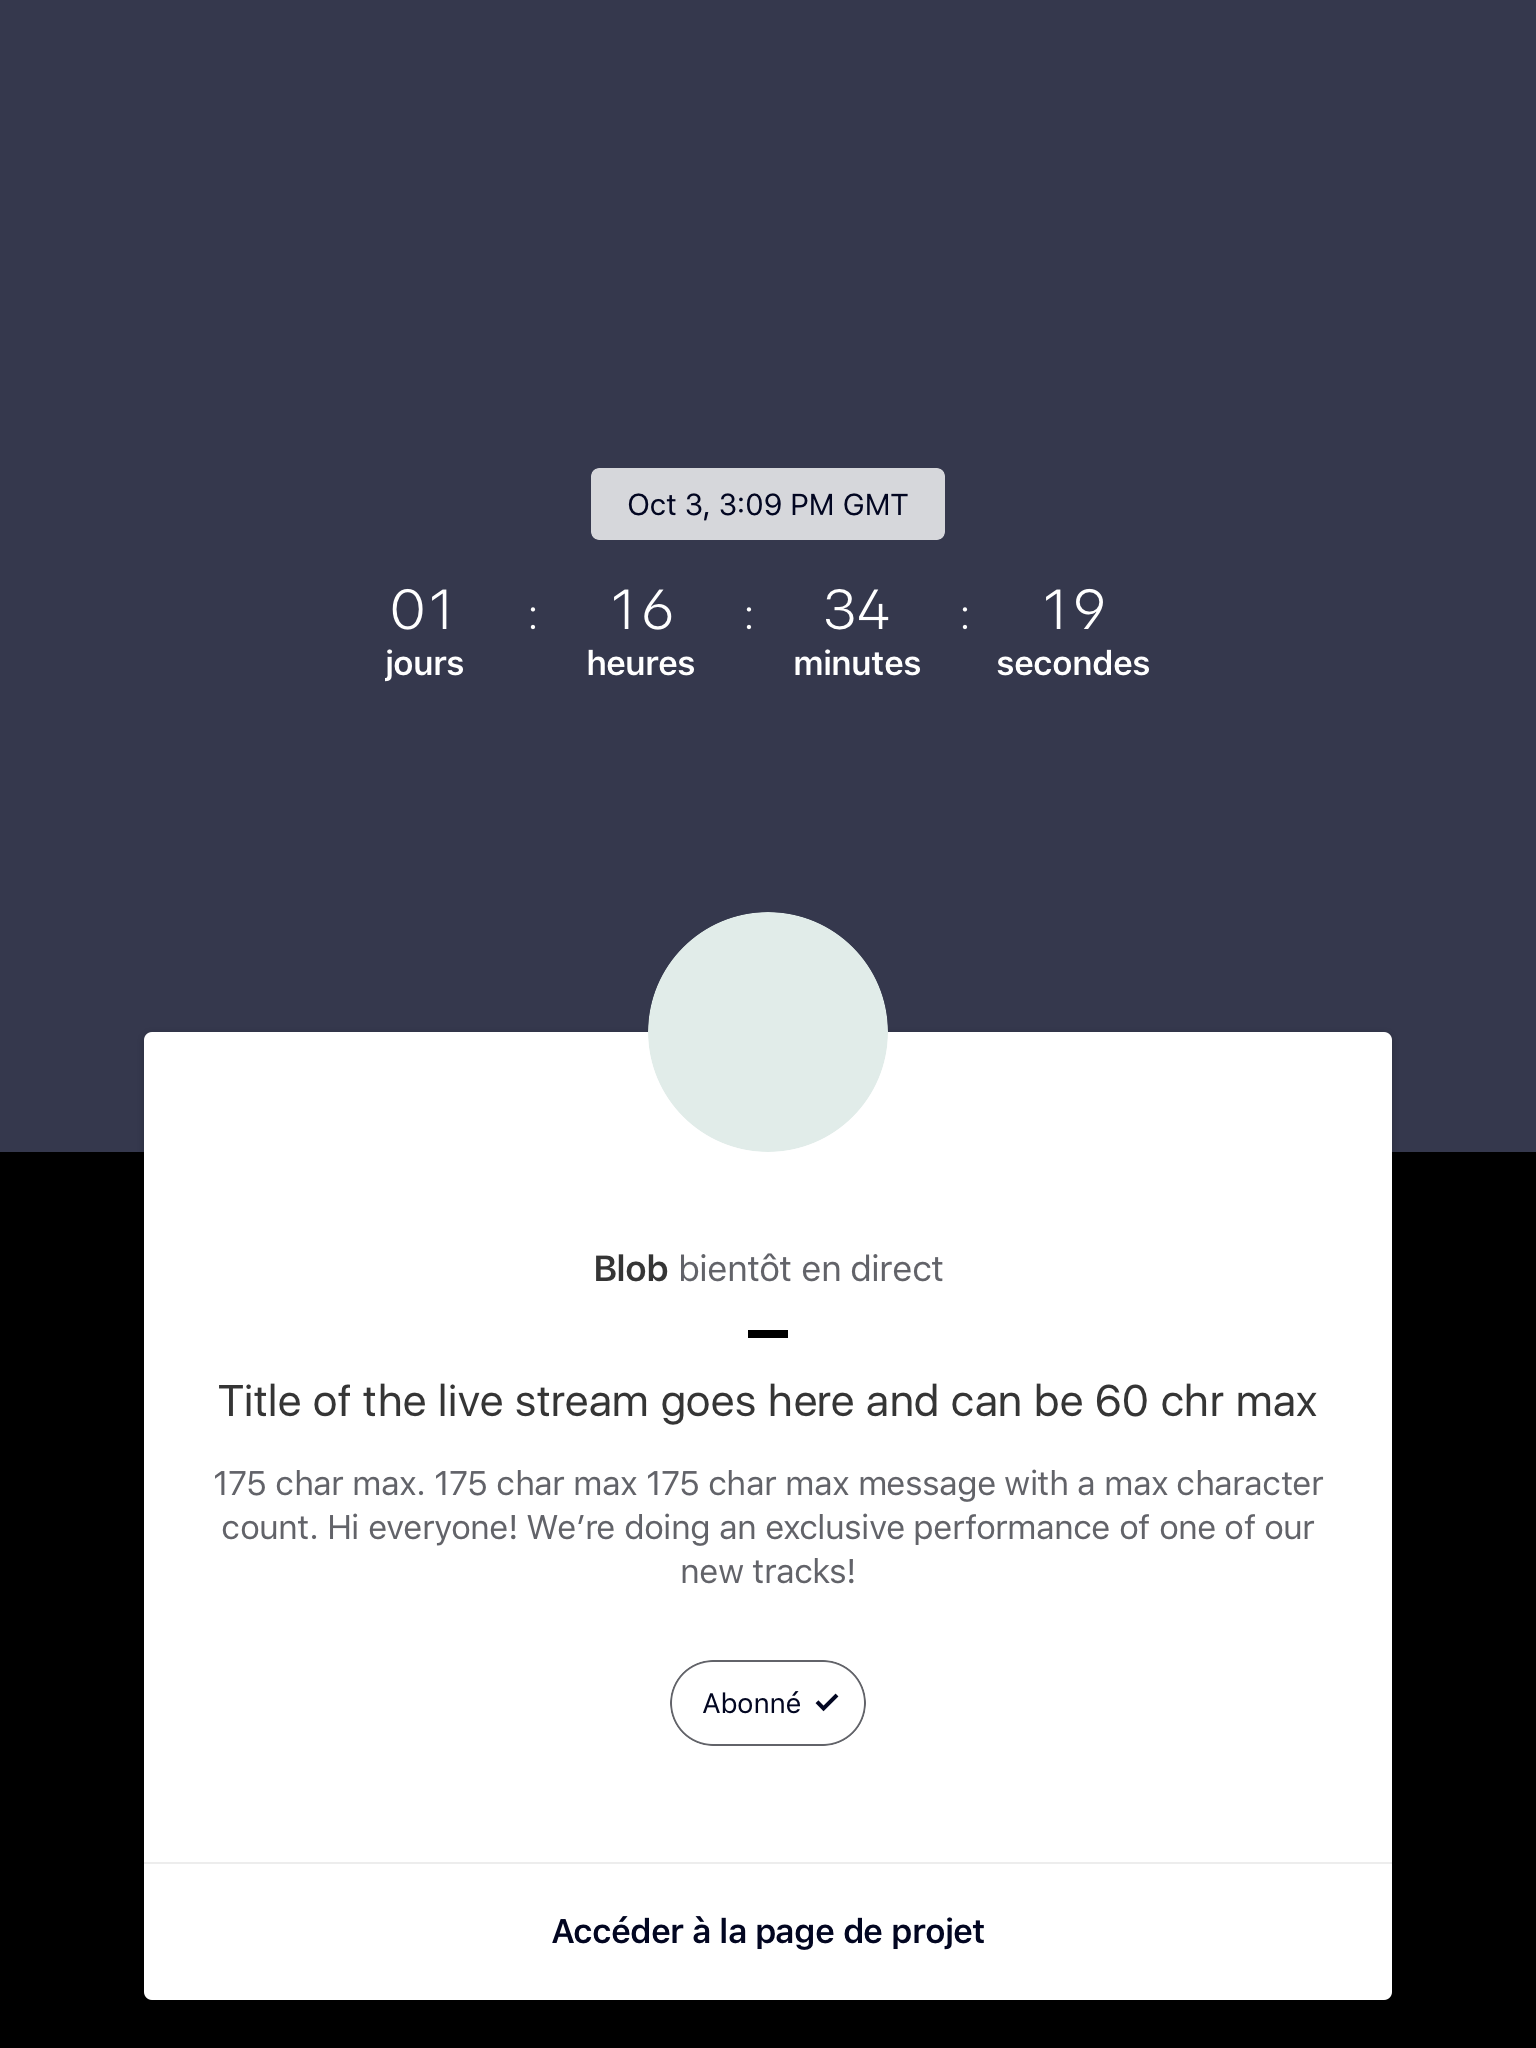 Oct 3, 3:09 PM GMT
01 : 16 : 34 : 19
jours heures minutes secondes
Blob bientôt en direct
Title of the live stream goes here and can be 60 chr max
175 char max. 175 char max 175 char max message with a max character
count. Hi everyone! We’re doing an exclusive performance of one of our
new tracks!
Abonné
Accéder à la page de projet